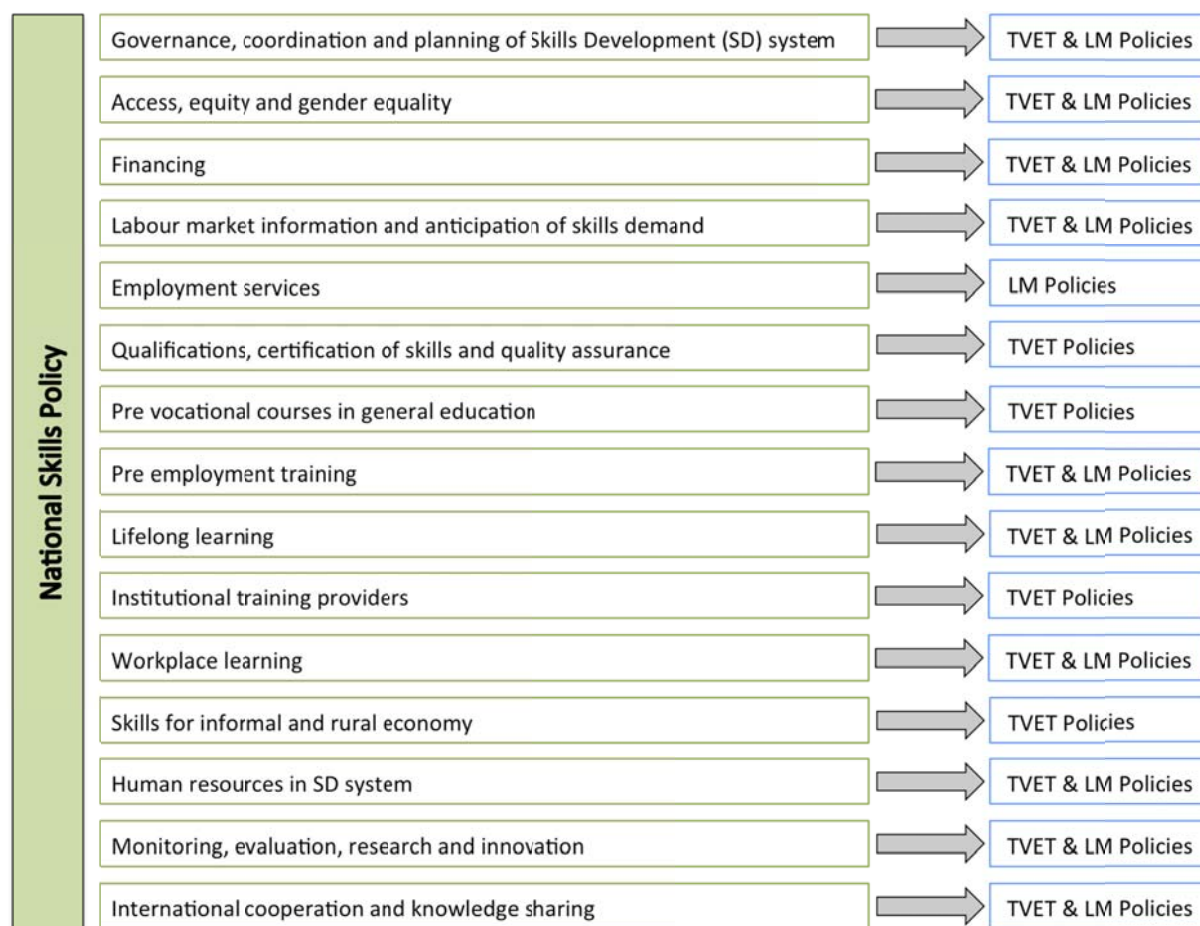 National Skills Policy
Governance, coordination and planning of Skills Development (SD) system
TVET & LM Policies
Access, equity and gender equality
TVET & LM Policies
Financing
TVET & LM Policies
Labour market information and anticipation of skills demand
TVET & LM Policies
Employment services
LM Policies
Qualifications, certification of skills and quality assurance
TVET Policies
Pre vocational courses in general education
TVET Policies
Pre employment training
TVET & LM Policies
Lifelong learning
TVET & LM Policies
Institutional training providers
TVET Policies
Workplace learning
TVET & LM Policies
Skills for informal and rural economy
TVET Policies
Human resources in SD system
TVET & LM Policies
Monitoring, evaluation, research and innovation
TVET & LM Policies
International cooperation and knowledge sharing
TVET & LM Policies